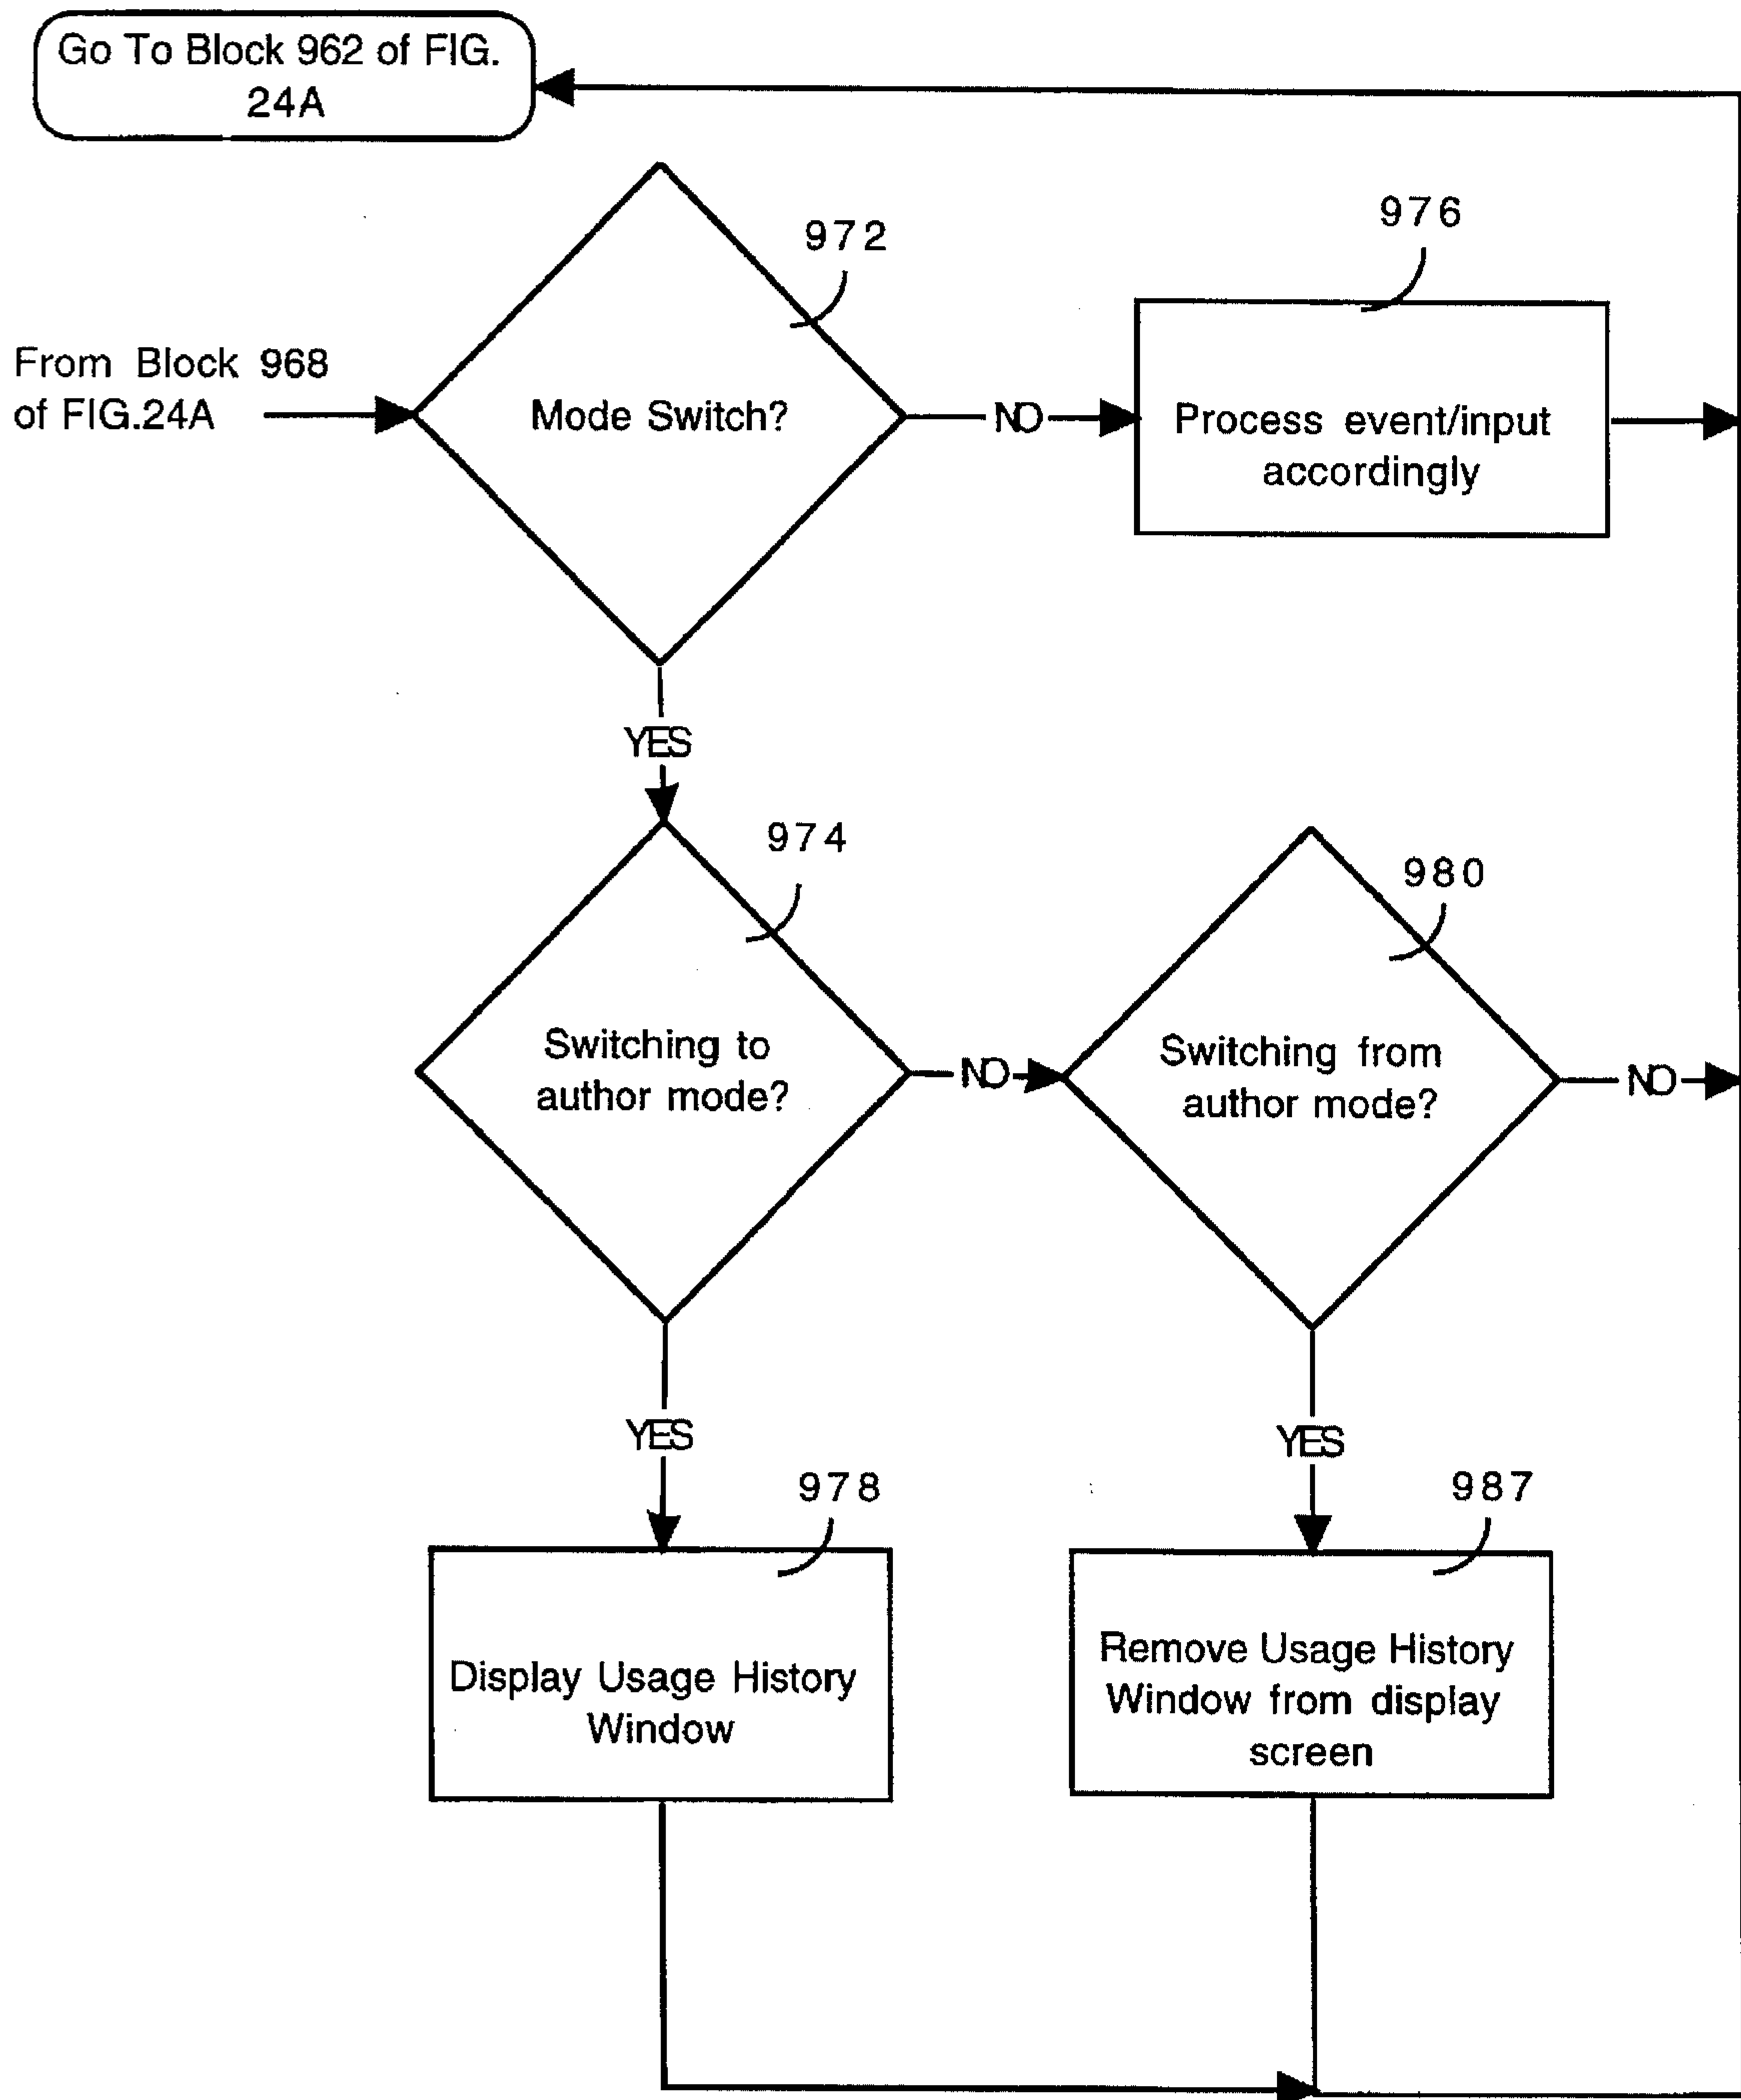 Go To Block 962 of FIG.
24A
972
976
From Block 968
of FIG.24A
Mode Switch?
NO
Process event/input
accordingly
YES
974
980
Switching to
author mode?
NO
Switching from
author mode?
NO
YES
YES
978
987
Display Usage History
Window
Remove Usage History
Window from display
screen